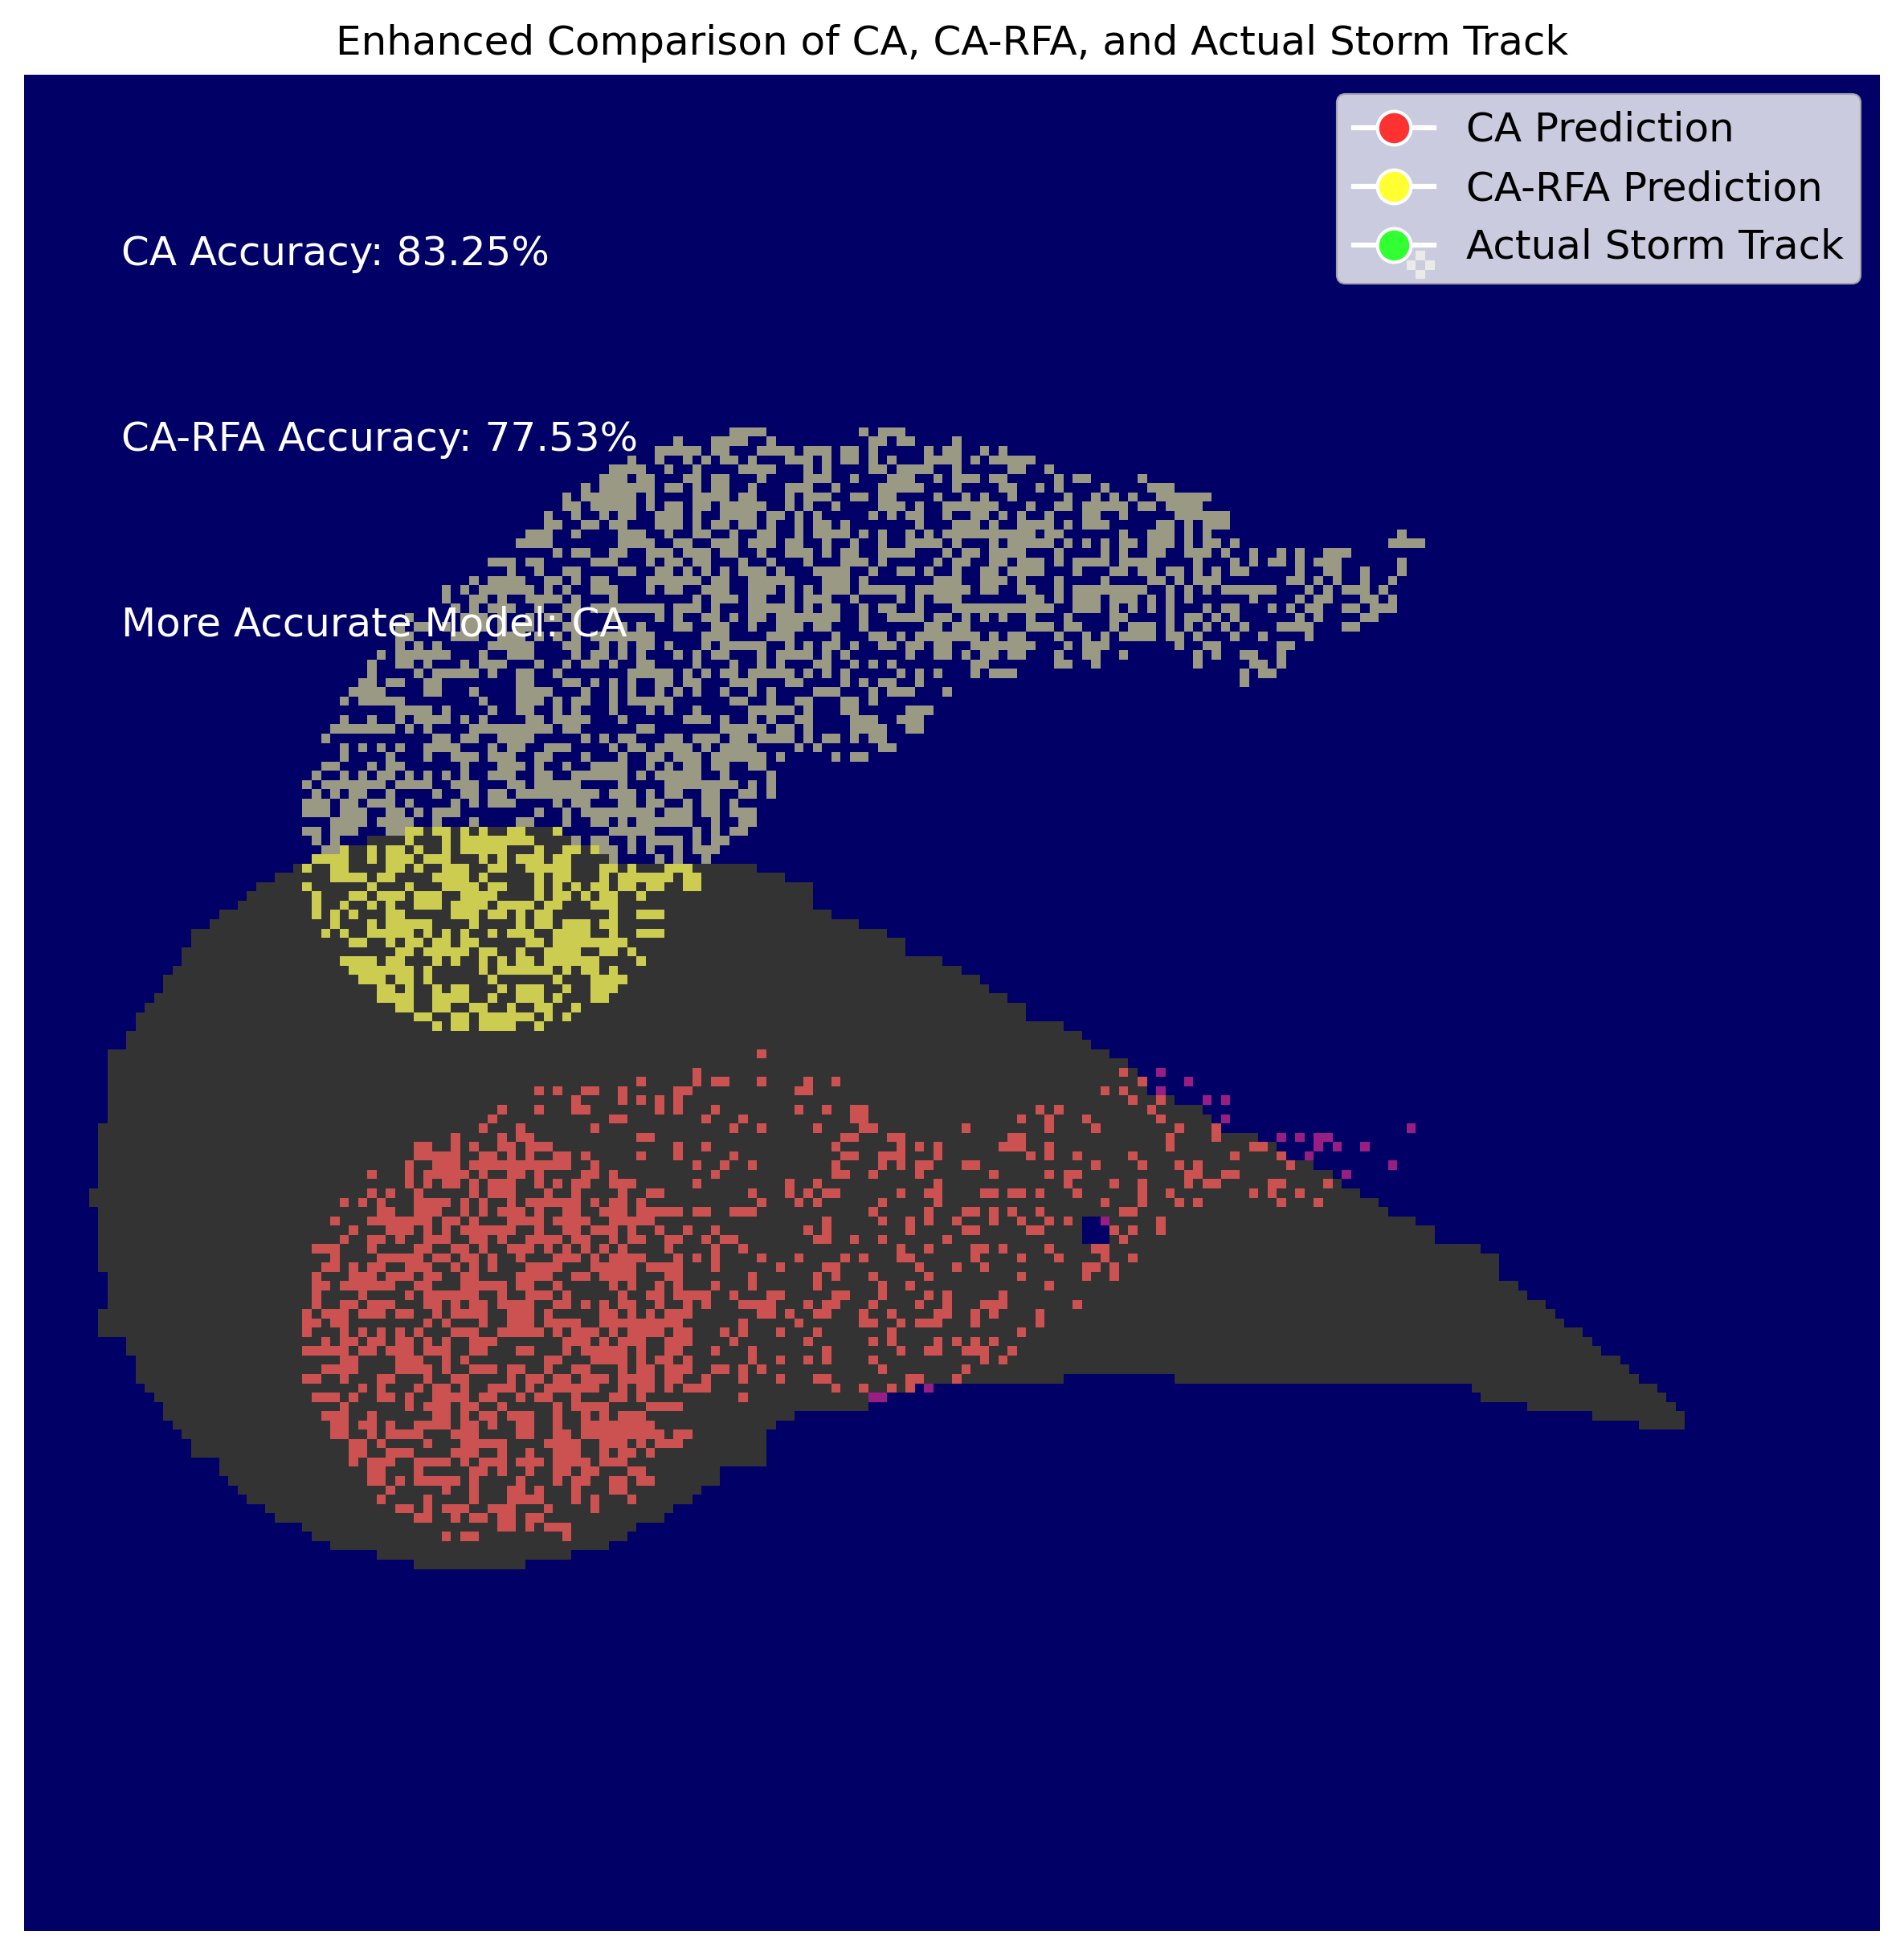 Enhanced Comparison of CA, CA-RFA, and Actual Storm Track
CA Prediction
CA-RFA Prediction
Actual Storm Track
CA Accuracy: 83.25%
CA-RFA Accuracy: 77.53%
More Accurate Model: CA